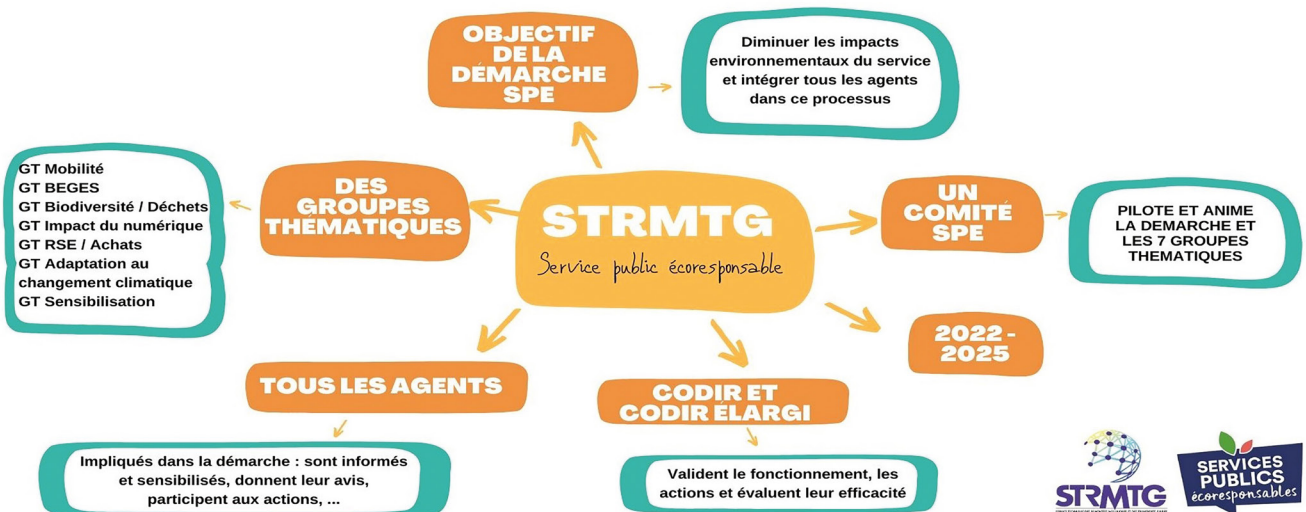 OBJECTIF
DE LA
DÉMARCHE
SPE
Diminuer les impacts
environnementaux du service
et intégrer tous les agents
dans ce processus
GT Mobilité
GT BEGES
GT Biodiversité / Déchets
GT Impact du numérique
GT RSE / Achats
GT Adaptation au
changement climatique
GT Sensibilisation
DES
GROUPES
THÉMATIQUES
STRMTG
Service public écoresponsable
UN
COMITÉ
SPE
PILOTE ET ANIME
LA DEMARCHE ET
LES 7 GROUPES
THEMATIQUES
2022 -
2025
TOUS LES AGENTS
Impliqués dans la démarche : sont informés
et sensibilisés, donnent leur avis,
participent aux actions, ...
CODIR ET
CODIR ÉLARGI
Valident le fonctionnement, les
actions et évaluent leur efficacité
STRMTG
SERVICES
PUBLICS
écoresponsables